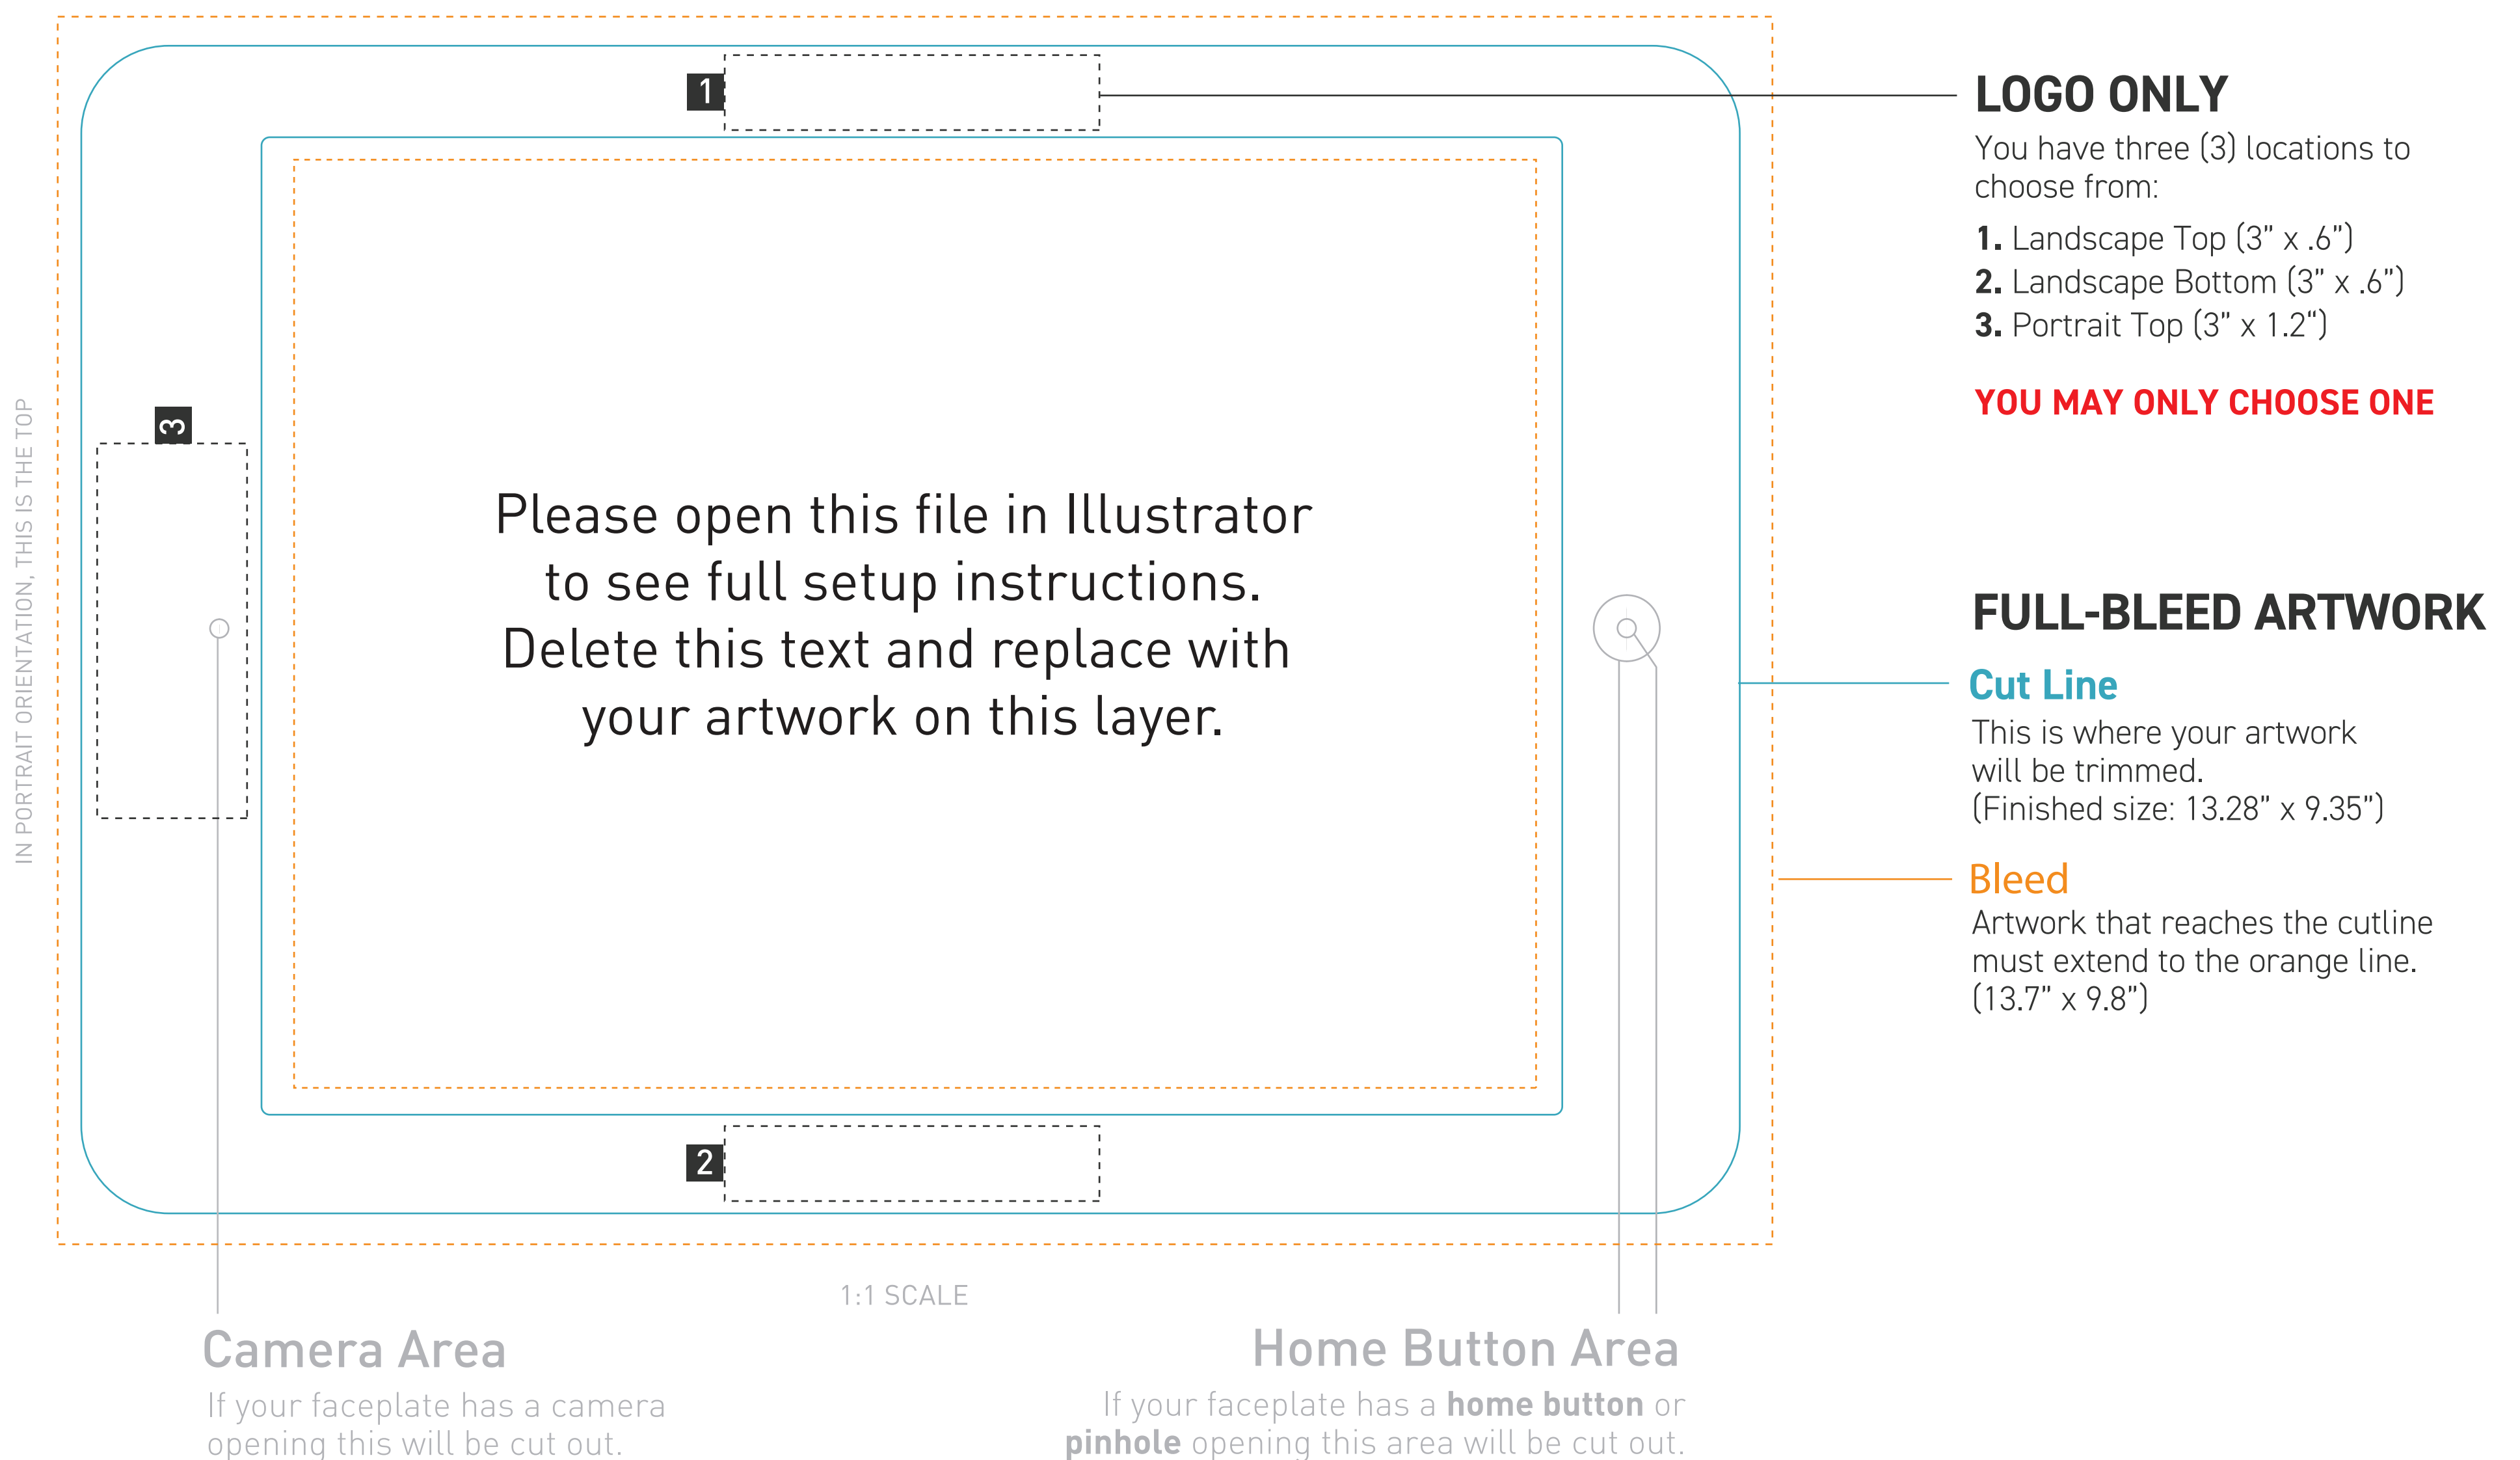 1
LOGO ONLY
You have three (3) locations to
choose from:
1. Landscape Top (3” x .6”)
2. Landscape Bottom (3” x .6”)
3. Portrait Top (3” x 1.2“)
YOU MAY ONLY CHOOSE ONE
3
IN PORTRAIT ORIENTATION, THIS IS THE TOP
Please open this file in Illustrator
to see full setup instructions.
Delete this text and replace with
your artwork on this layer.
FULL-BLEED ARTWORK
Cut Line
This is where your artwork
will be trimmed.
(Finished size: 13.28” x 9.35”)
Bleed
Artwork that reaches the cutline
must extend to the orange line.
(13.7” x 9.8”)
2
1:1 SCALE
Camera Area
If your faceplate has a camera
opening this will be cut out.
Home Button Area
If your faceplate has a home button or
pinhole opening this area will be cut out.